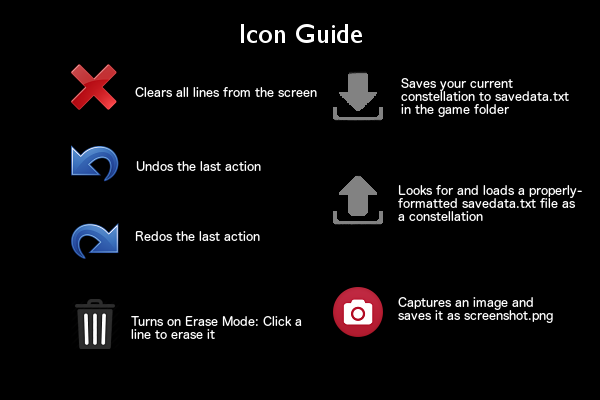 Icon Guide
Clears all lines from the screen
Undos the last action
Redos the last action
Turns on Erase Mode: Click a
line to erase it
Saves your current
constellation to savedata.txt
in the game folder
Looks for and loads a properly-
formatted savedata.txt file as
a constellation
Captures an image and
saves it as screenshot.png